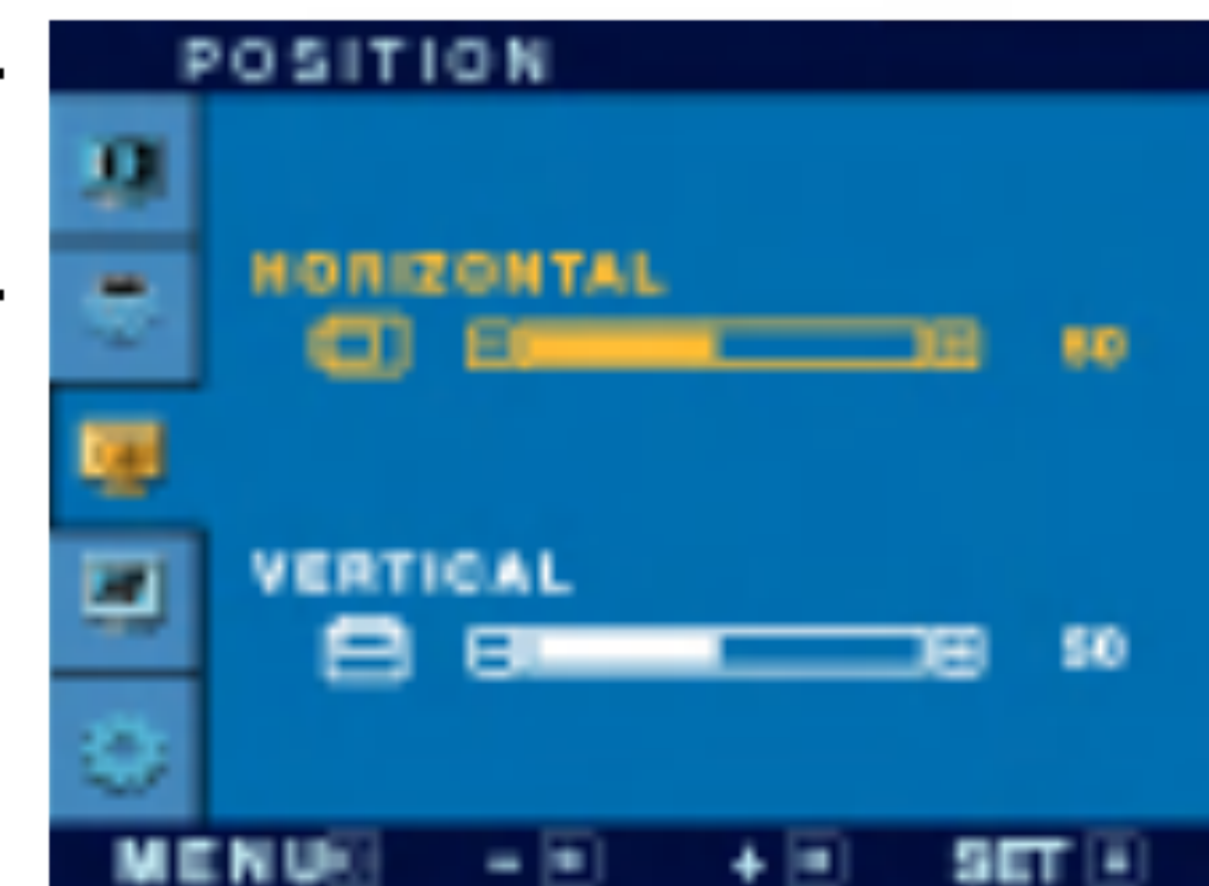 POSITION
HORIZONTAL
50
VERTICAL
50
MENU - + SET